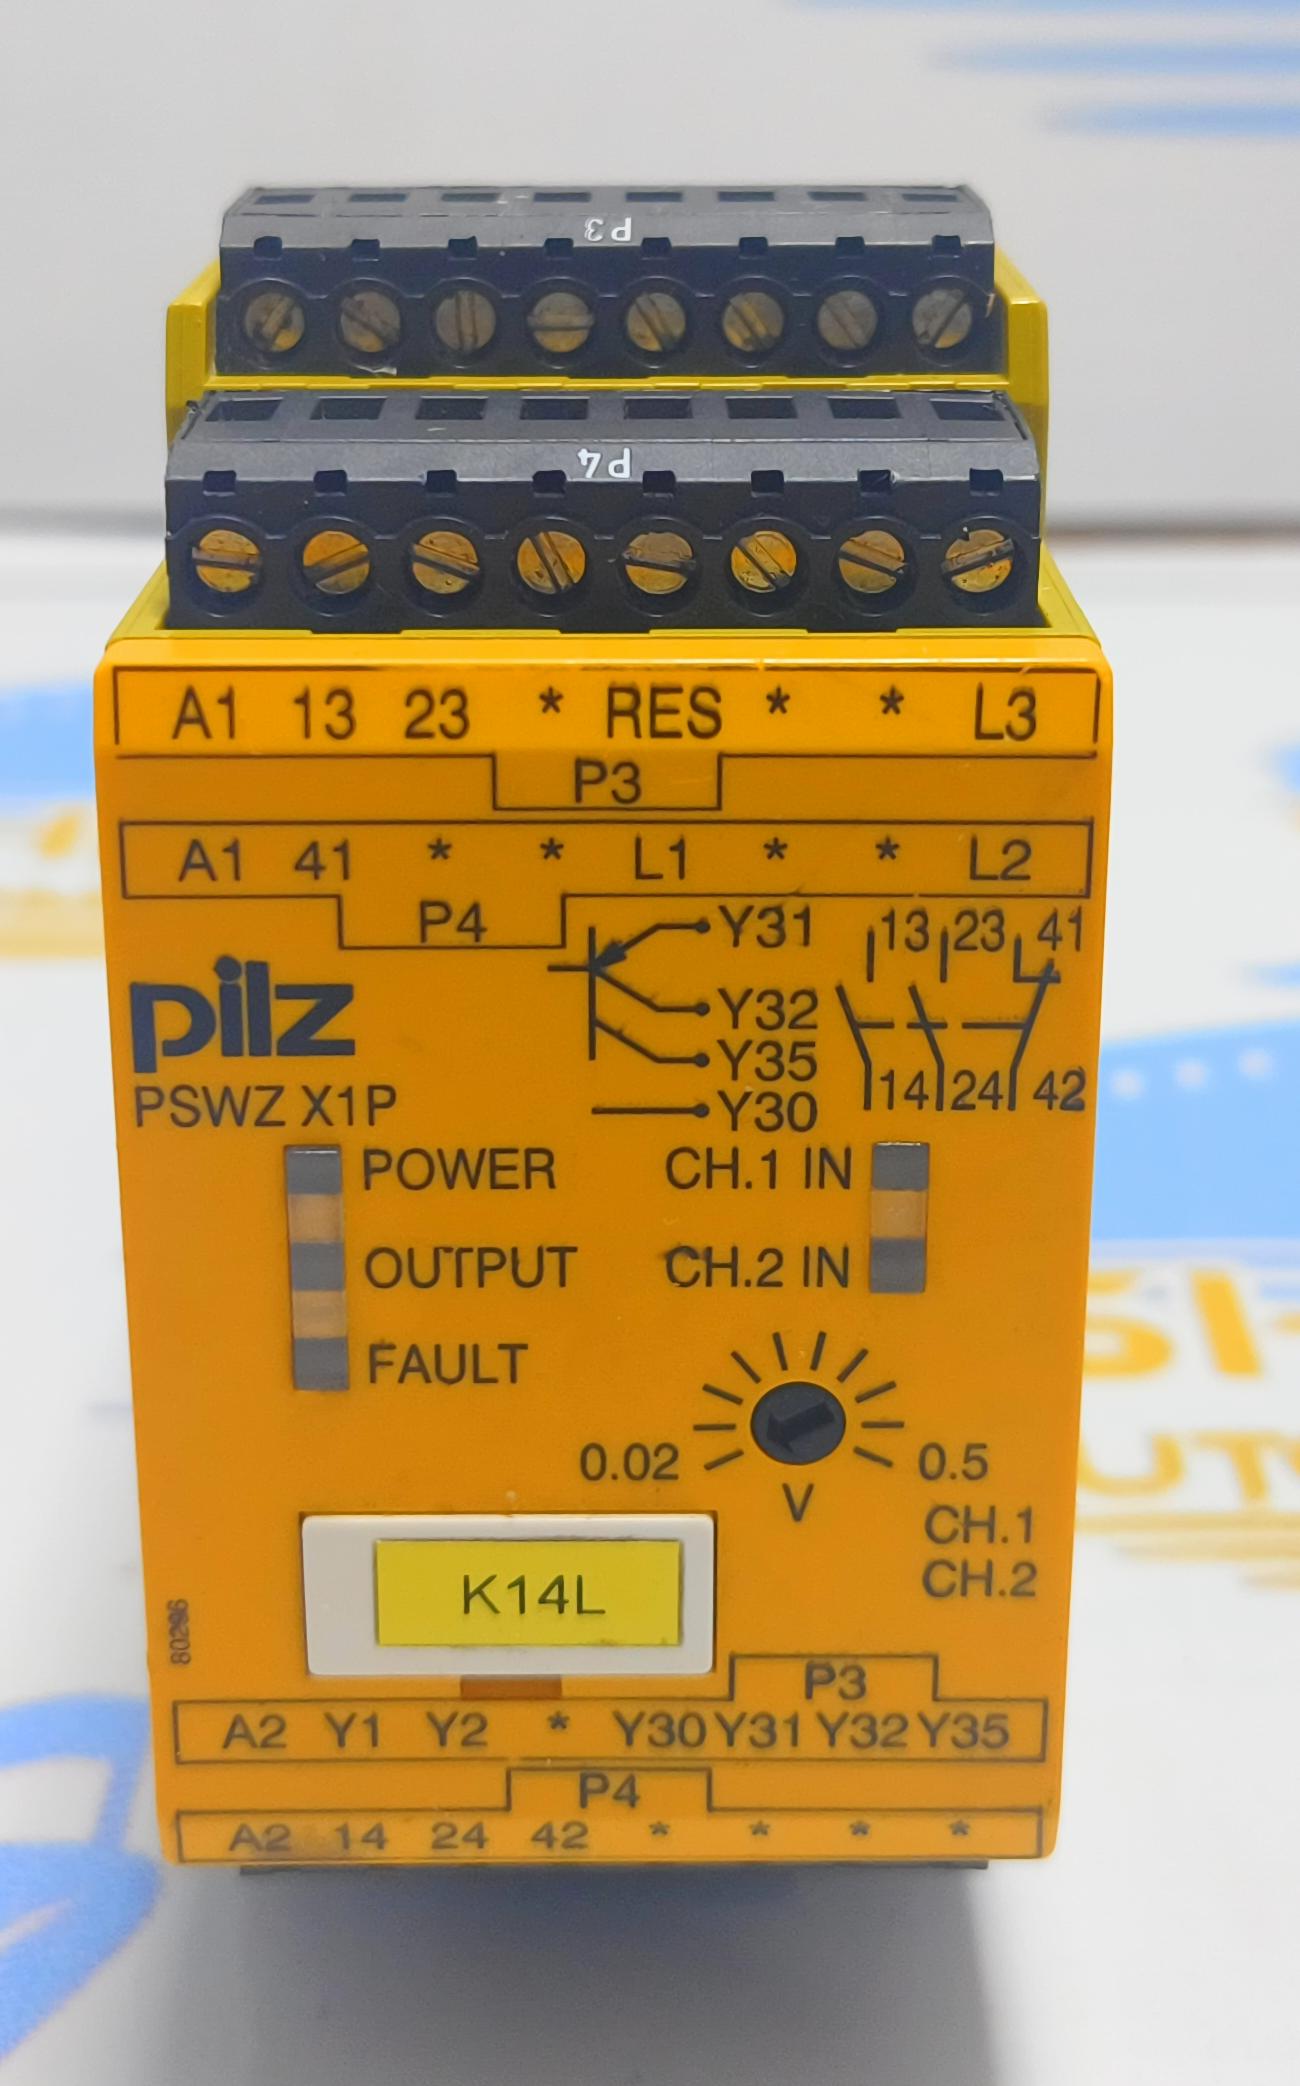 P3
P4
A1 13 23 * RES * * L3
P3
A1 41 * * L1 * * L2
P4
Y31
13 23 41
pilz
Y32
Y35
PSWZ X1P
Y30
14 24 42
POWER
CH.1 IN
OUTPUT
CH.2 IN
FAULT
0.02
0.5
V
CH.1
CH.2
K14L
P3
A2 Y1 Y2 * Y30 Y31 Y32 Y35
P4
A2 14 24 42 * * * *